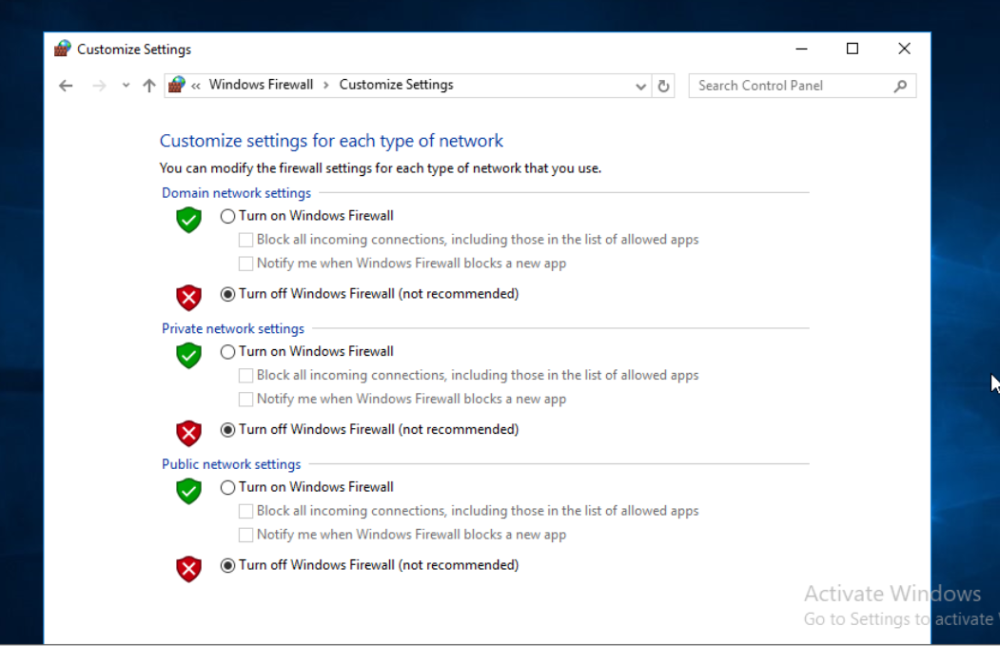 Customize Settings
« Windows Firewall › Customize Settings
Search Control Panel
Customize settings for each type of network
You can modify the firewall settings for each type of network that you use.
Domain network settings
Turn on Windows Firewall
Block all incoming connections, including those in the list of allowed apps
Notify me when Windows Firewall blocks a new app
Turn off Windows Firewall (not recommended)
Private network settings
Turn on Windows Firewall
Block all incoming connections, including those in the list of allowed apps
Notify me when Windows Firewall blocks a new app
Turn off Windows Firewall (not recommended)
Public network settings
Turn on Windows Firewall
Block all incoming connections, including those in the list of allowed apps
Notify me when Windows Firewall blocks a new app
Turn off Windows Firewall (not recommended)
Activate Windows
Go to Settings to activate